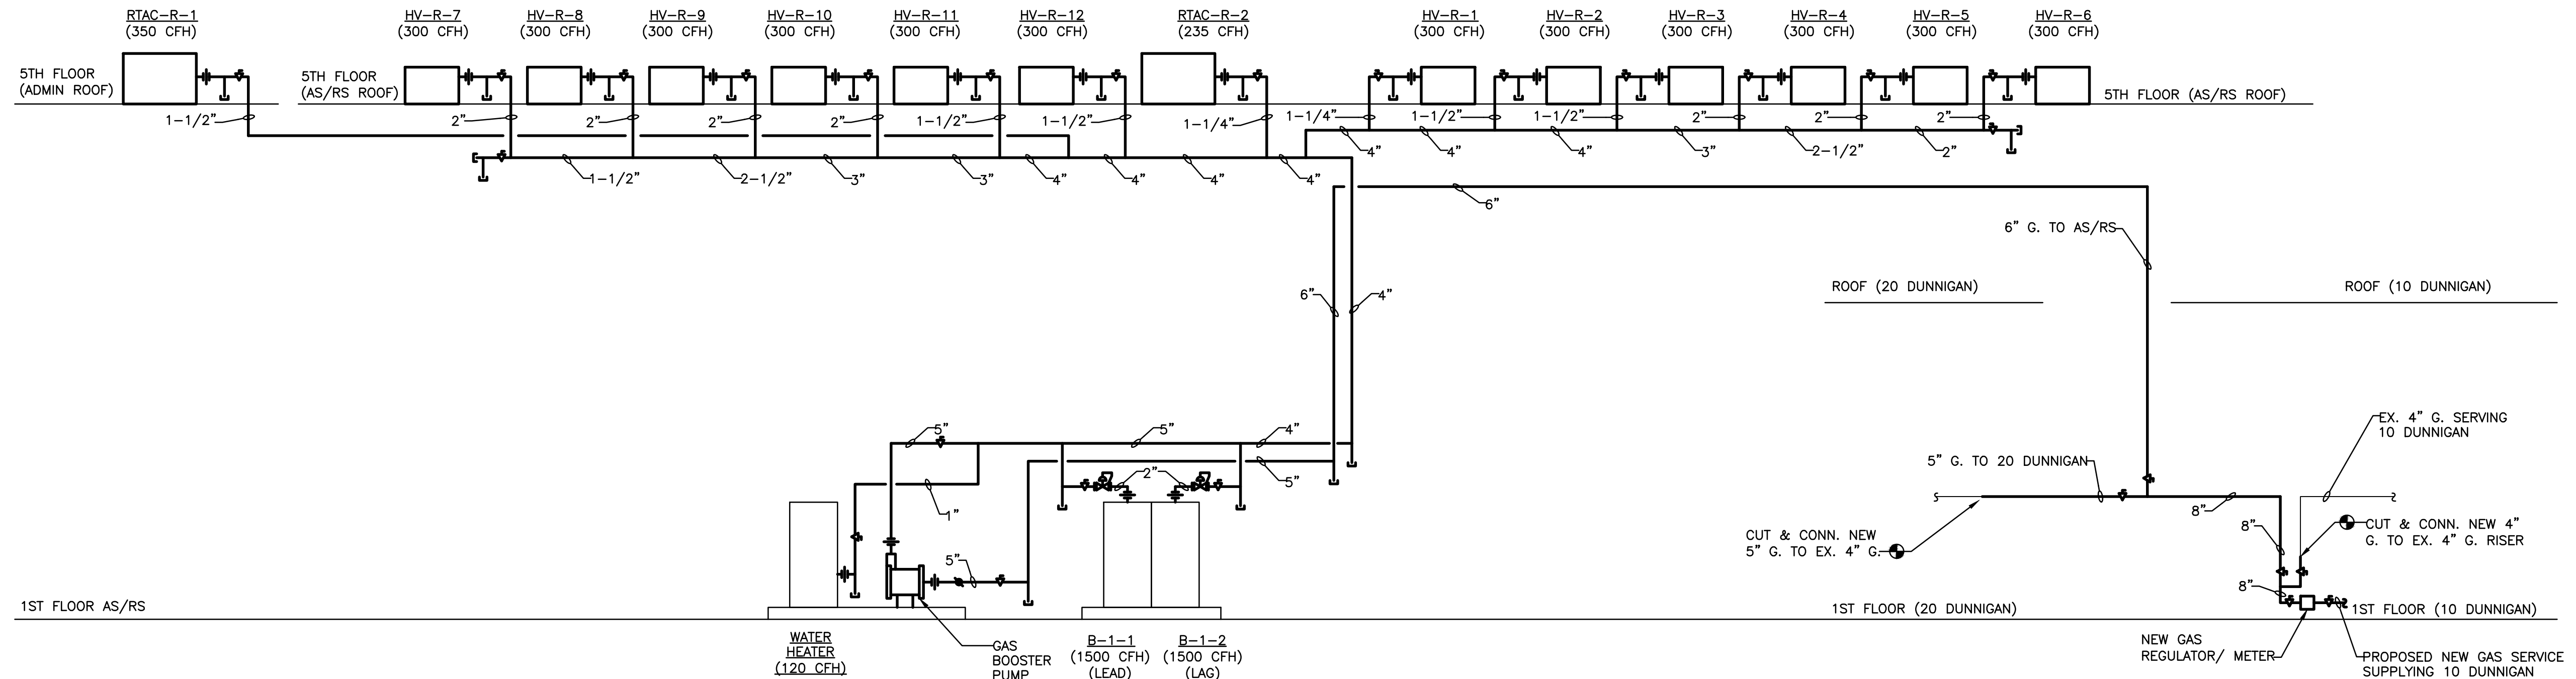 RTAC-R-1
(350 CFH)
HV-R-7
(300 CFH)
HV-R-8
(300 CFH)
HV-R-9
(300 CFH)
HV-R-10
(300 CFH)
HV-R-11
(300 CFH)
HV-R-12
(300 CFH)
RTAC-R-2
(235 CFH)
HV-R-1
(300 CFH)
HV-R-2
(300 CFH)
HV-R-3
(300 CFH)
HV-R-4
(300 CFH)
HV-R-5
(300 CFH)
HV-R-6
(300 CFH)
5TH FLOOR
(ADMIN ROOF)
5TH FLOOR
(AS/RS ROOF)
5TH FLOOR (AS/RS ROOF)
1-1/2"
2"
2"
2"
2"
1-1/2"
1-1/2"
1-1/4"
1-1/4"
1-1/2"
1-1/2"
2"
2"
2"
1-1/2"
2-1/2"
3"
3"
4"
4"
4"
4"
4"
4"
4"
3"
2-1/2"
2"
6"
6" G. TO AS/RS
6"
4"
ROOF (20 DUNNIGAN)
ROOF (10 DUNNIGAN)
5"
5"
4"
2"
5"
1"
5"
EX. 4" G. SERVING
10 DUNNIGAN
5" G. TO 20 DUNNIGAN
8"
8"
8"
CUT & CONN. NEW
5" G. TO EX. 4" G.
CUT & CONN. NEW 4"
G. TO EX. 4" G. RISER
1ST FLOOR AS/RS
1ST FLOOR (20 DUNNIGAN)
1ST FLOOR (10 DUNNIGAN)
WATER
HEATER
(120 CFH)
GAS
BOOSTER
PUMP
B-1-1
(1500 CFH)
(LEAD)
B-1-2
(1500 CFH)
(LAG)
NEW GAS
REGULATOR/ METER
PROPOSED NEW GAS SERVICE
SUPPLYING 10 DUNNIGAN